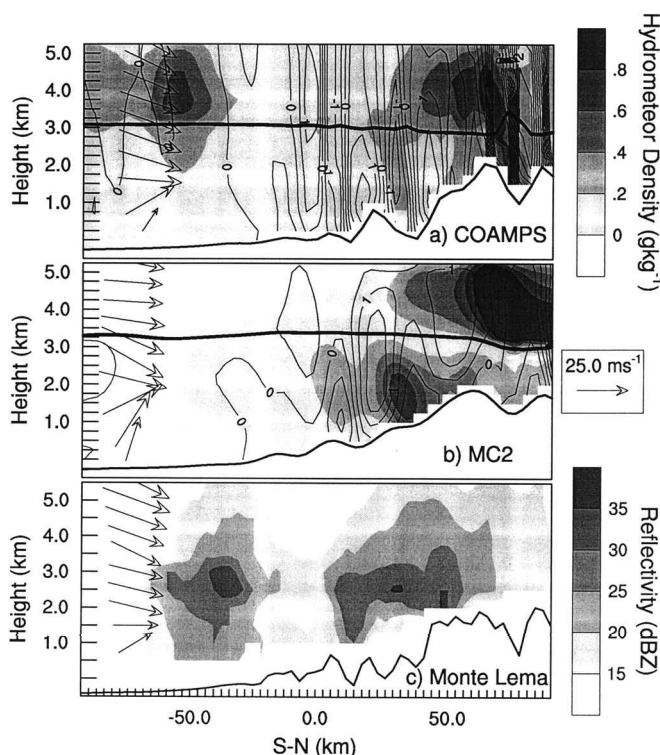 5.0
4.0
3.0
2.0
1.0
Height (km)
a) COAMPS
.8
.6
.4
.2
0
Hydrometeor Density (gkg-1)
5.0
4.0
3.0
2.0
1.0
Height (km)
b) MC2
25.0 ms-1
5.0
4.0
3.0
2.0
1.0
Height (km)
c) Monte Lema
35
30
25
20
15
Reflectivity (dBZ)
-50.0
0.0
50.0
S-N (km)